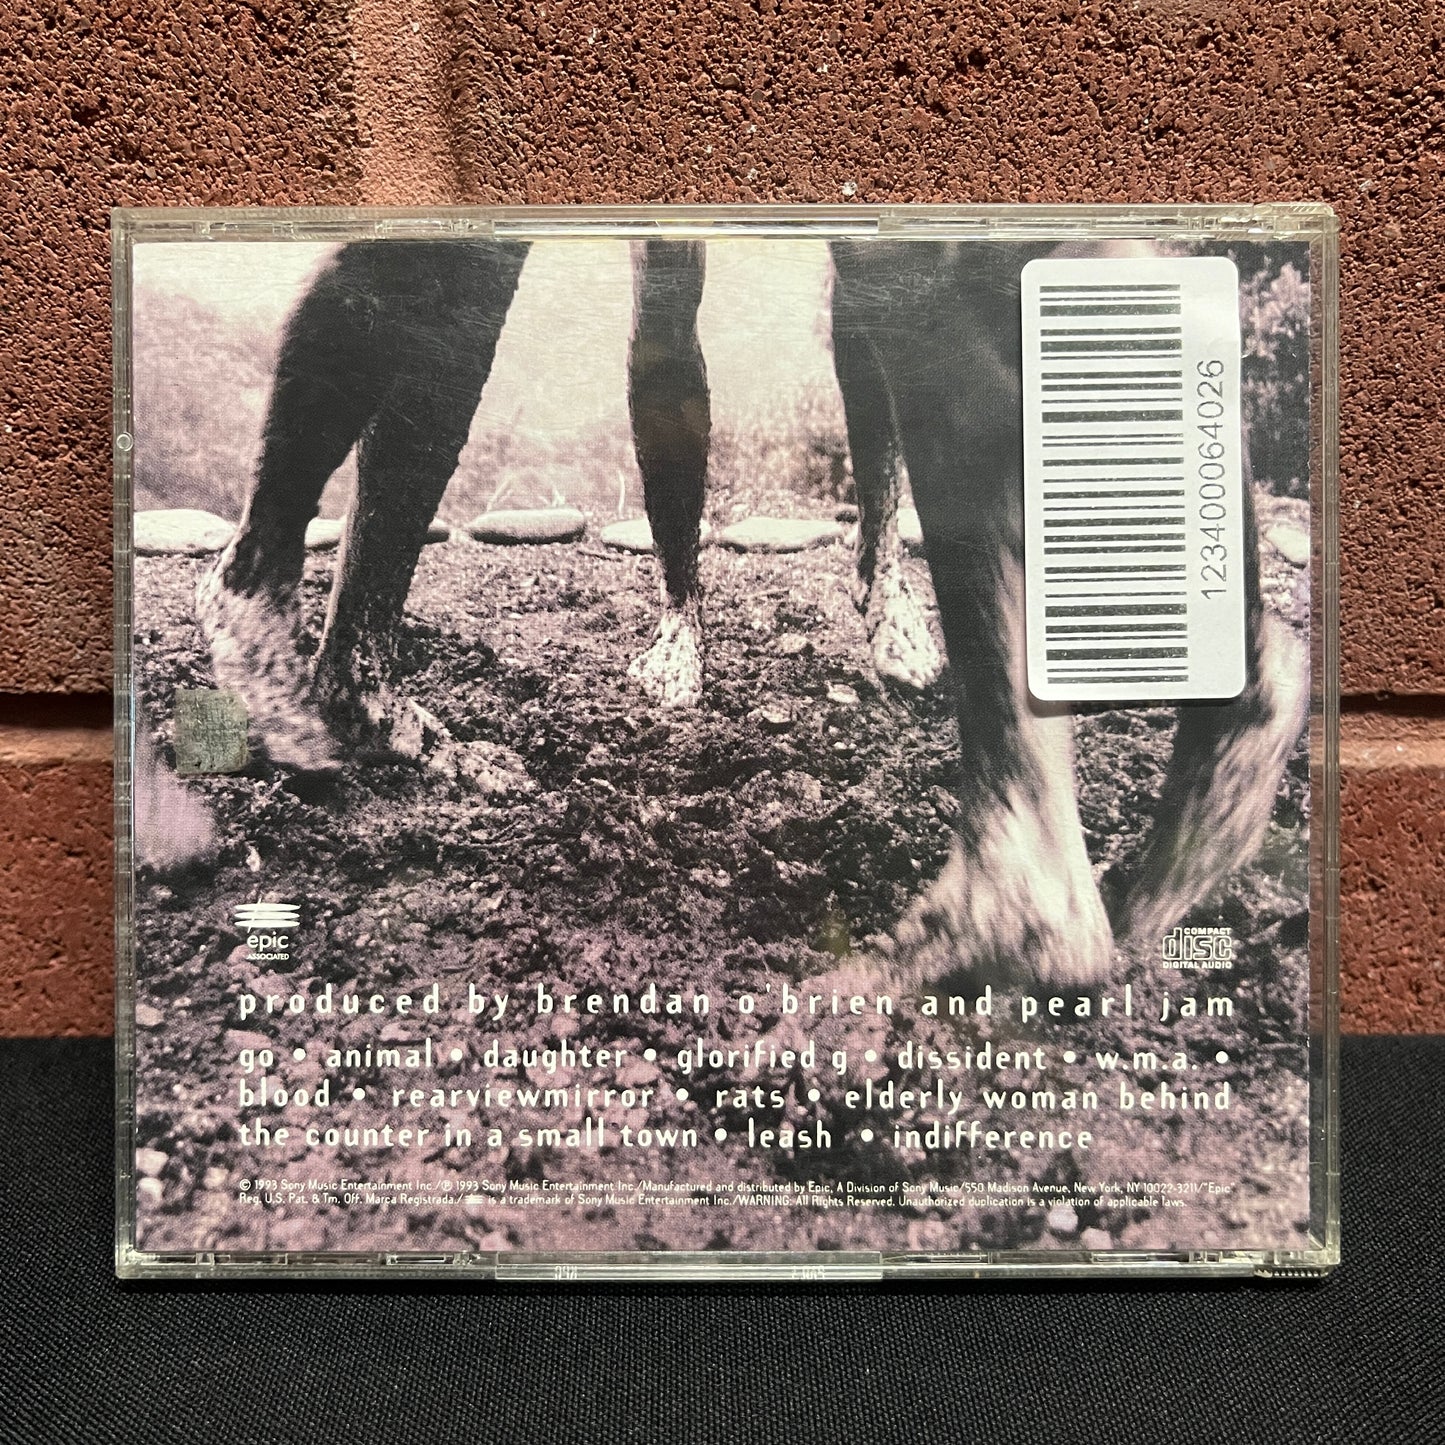 123400064026
epic
ASSOCIATED
COMPACT
disc
DIGITAL AUDIO
produced by brendan o'brien and pearl jam
go • animal • daughter • glorified g • dissident • w.m.a. •
blood • rearviewmirror • rats • elderly woman behind
the counter in a small town • leash • indifference
© 1993 Sony Music Entertainment Inc./℗ 1993 Sony Music Entertainment Inc./Manufactured and distributed by Epic, A Division of Sony Music/550 Madison Avenue, New York, NY 10022-3211/"Epic"
Reg. U.S. Pat. & Tm. Off. Marca Registrada./ is a trademark of Sony Music Entertainment Inc./WARNING: All Rights Reserved. Unauthorized duplication is a violation of applicable laws.